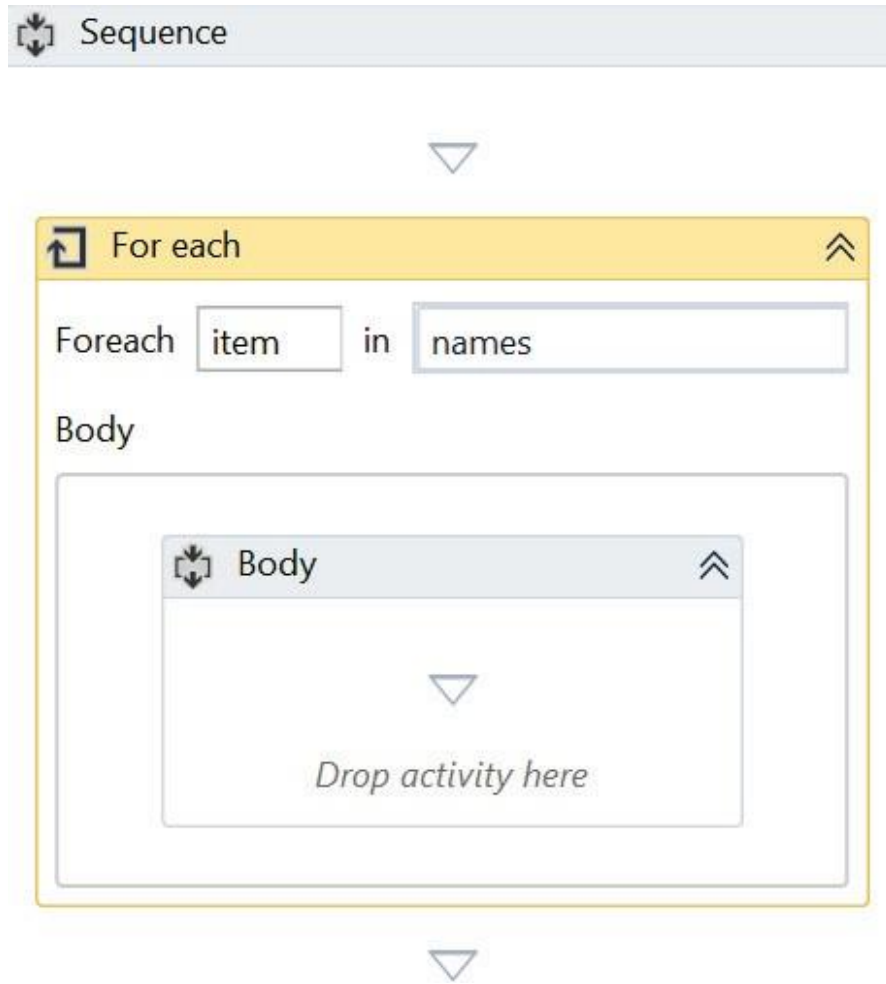 Sequence
For each
Foreach item in names
Body
Body
Drop activity here